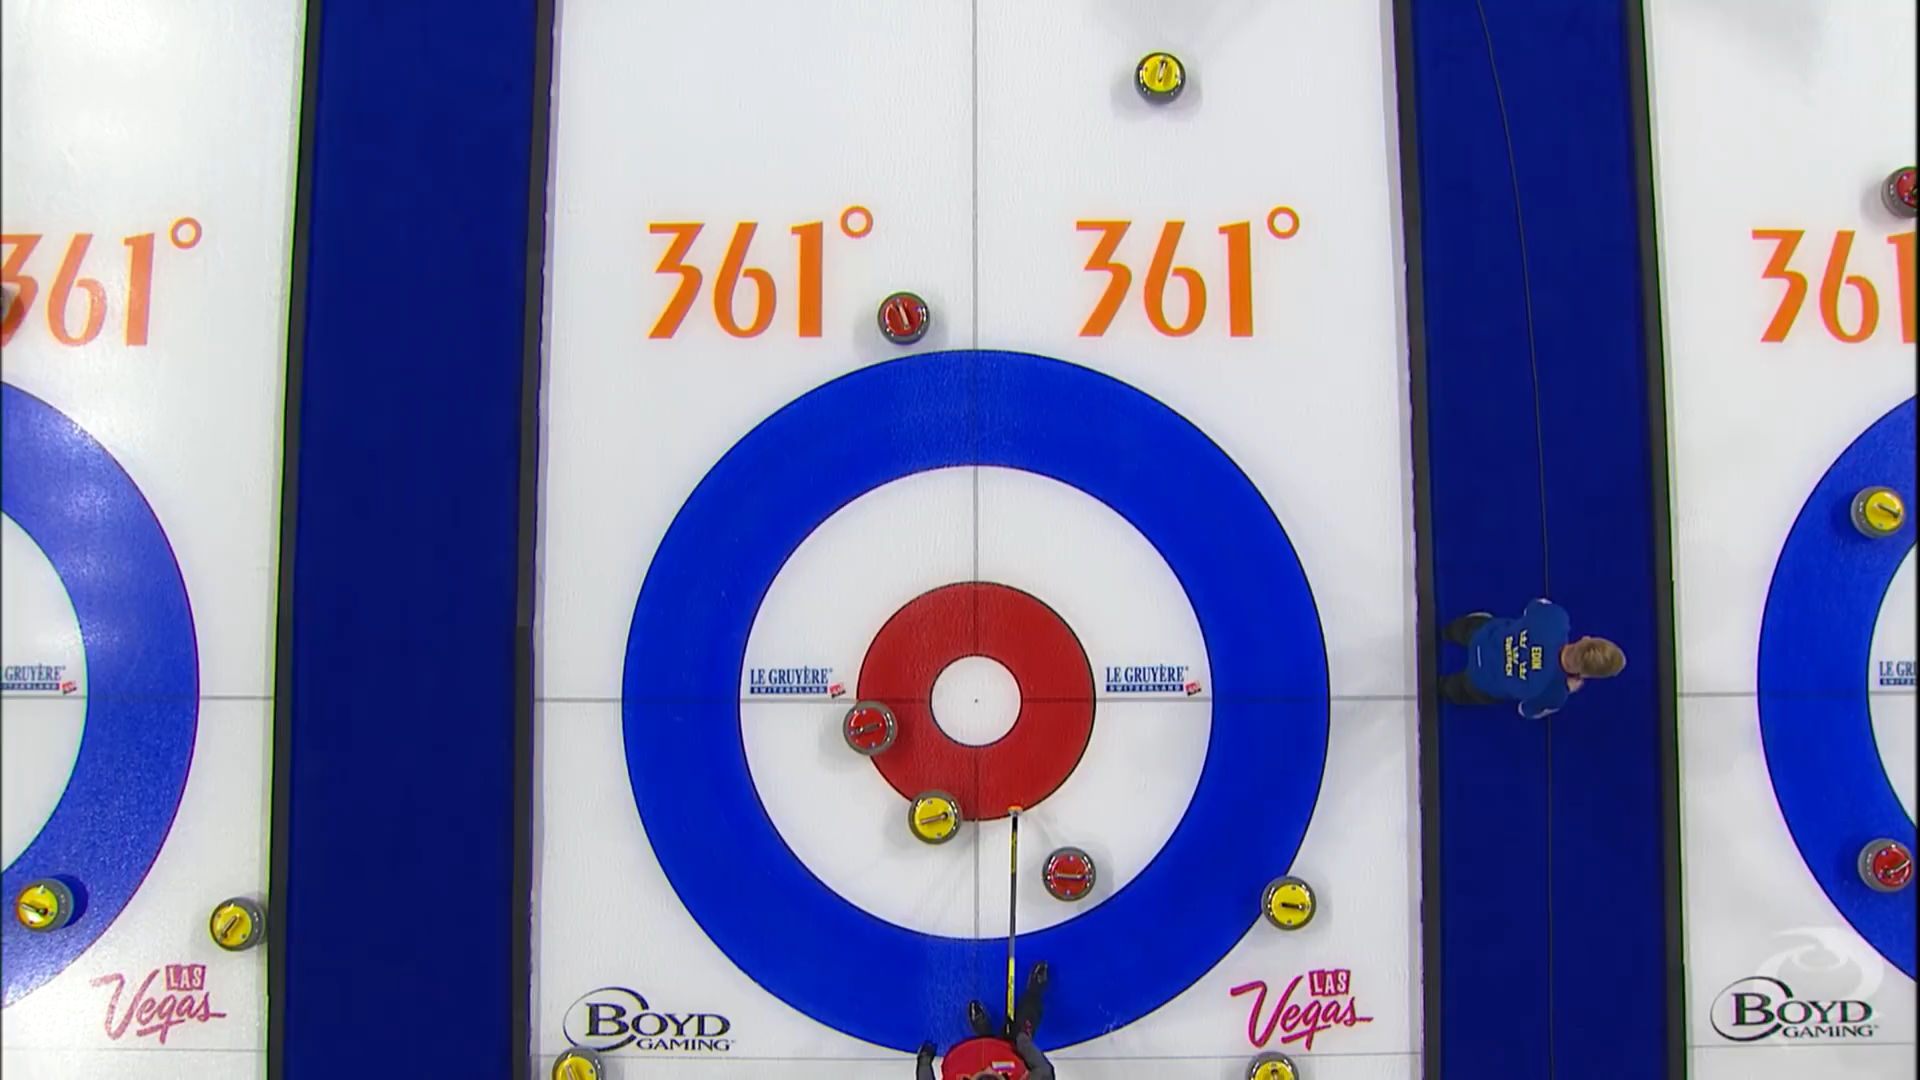 361°
361°
361°
361
LE GRUYÈRE
SWITZERLAND
LE GRUYÈRE
SWITZERLAND
LE GRUYÈRE
SWITZERLAND
LE GR
EDIN
SWEDEN
LAS
Vegas
BOYD
GAMING
LAS
Vegas
BOYD
GAMING